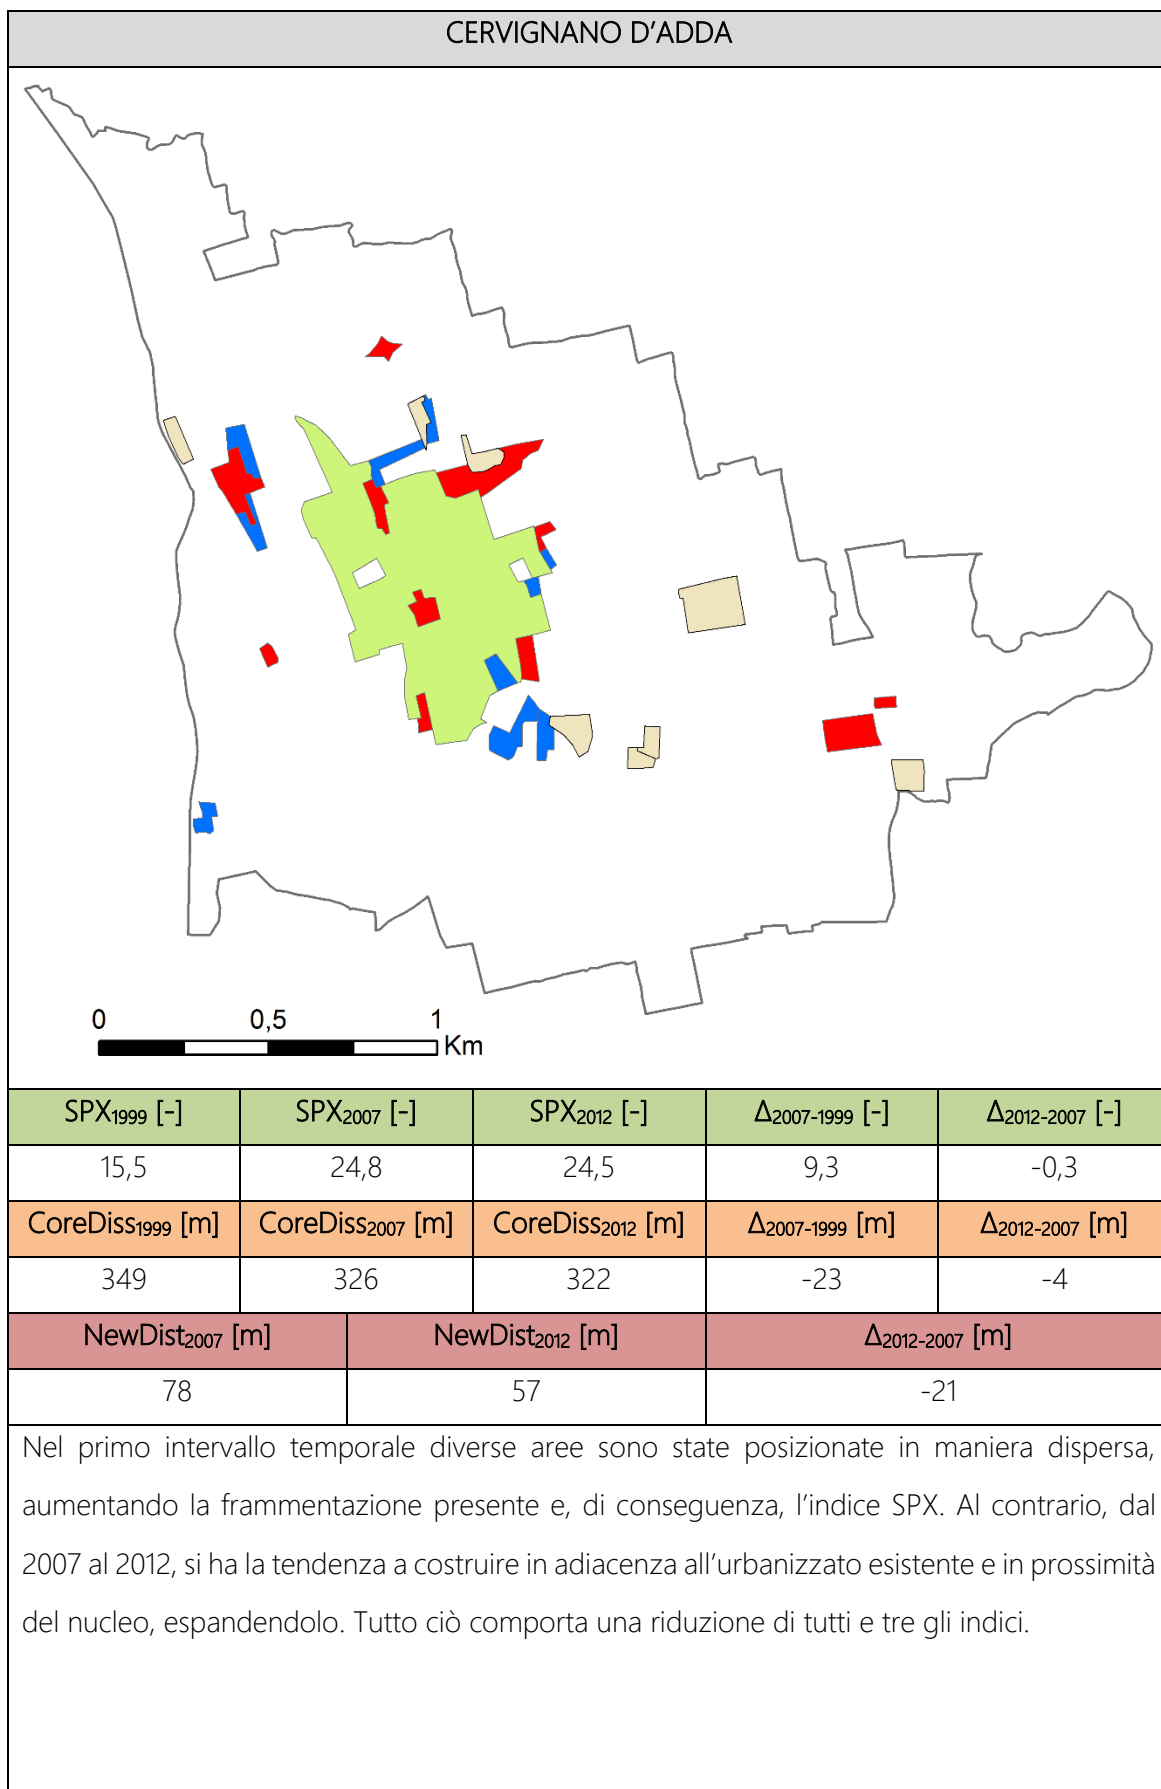 CERVIGNANO D’ADDA
0 0,5 1
Km
SPX1999 [-] SPX2007 [-] SPX2012 [-] Δ2007-1999 [-] Δ2012-2007 [-]
15,5 24,8 24,5 9,3 -0,3
CoreDiss1999 [m] CoreDiss2007 [m] CoreDiss2012 [m] Δ2007-1999 [m] Δ2012-2007 [m]
349 326 322 -23 -4
NewDist2007 [m] NewDist2012 [m] Δ2012-2007 [m]
78 57 -21
Nel primo intervallo temporale diverse aree sono state posizionate in maniera dispersa,
aumentando la frammentazione presente e, di conseguenza, l’indice SPX. Al contrario, dal
2007 al 2012, si ha la tendenza a costruire in adiacenza all’urbanizzato esistente e in prossimità
del nucleo, espandendolo. Tutto ciò comporta una riduzione di tutti e tre gli indici.